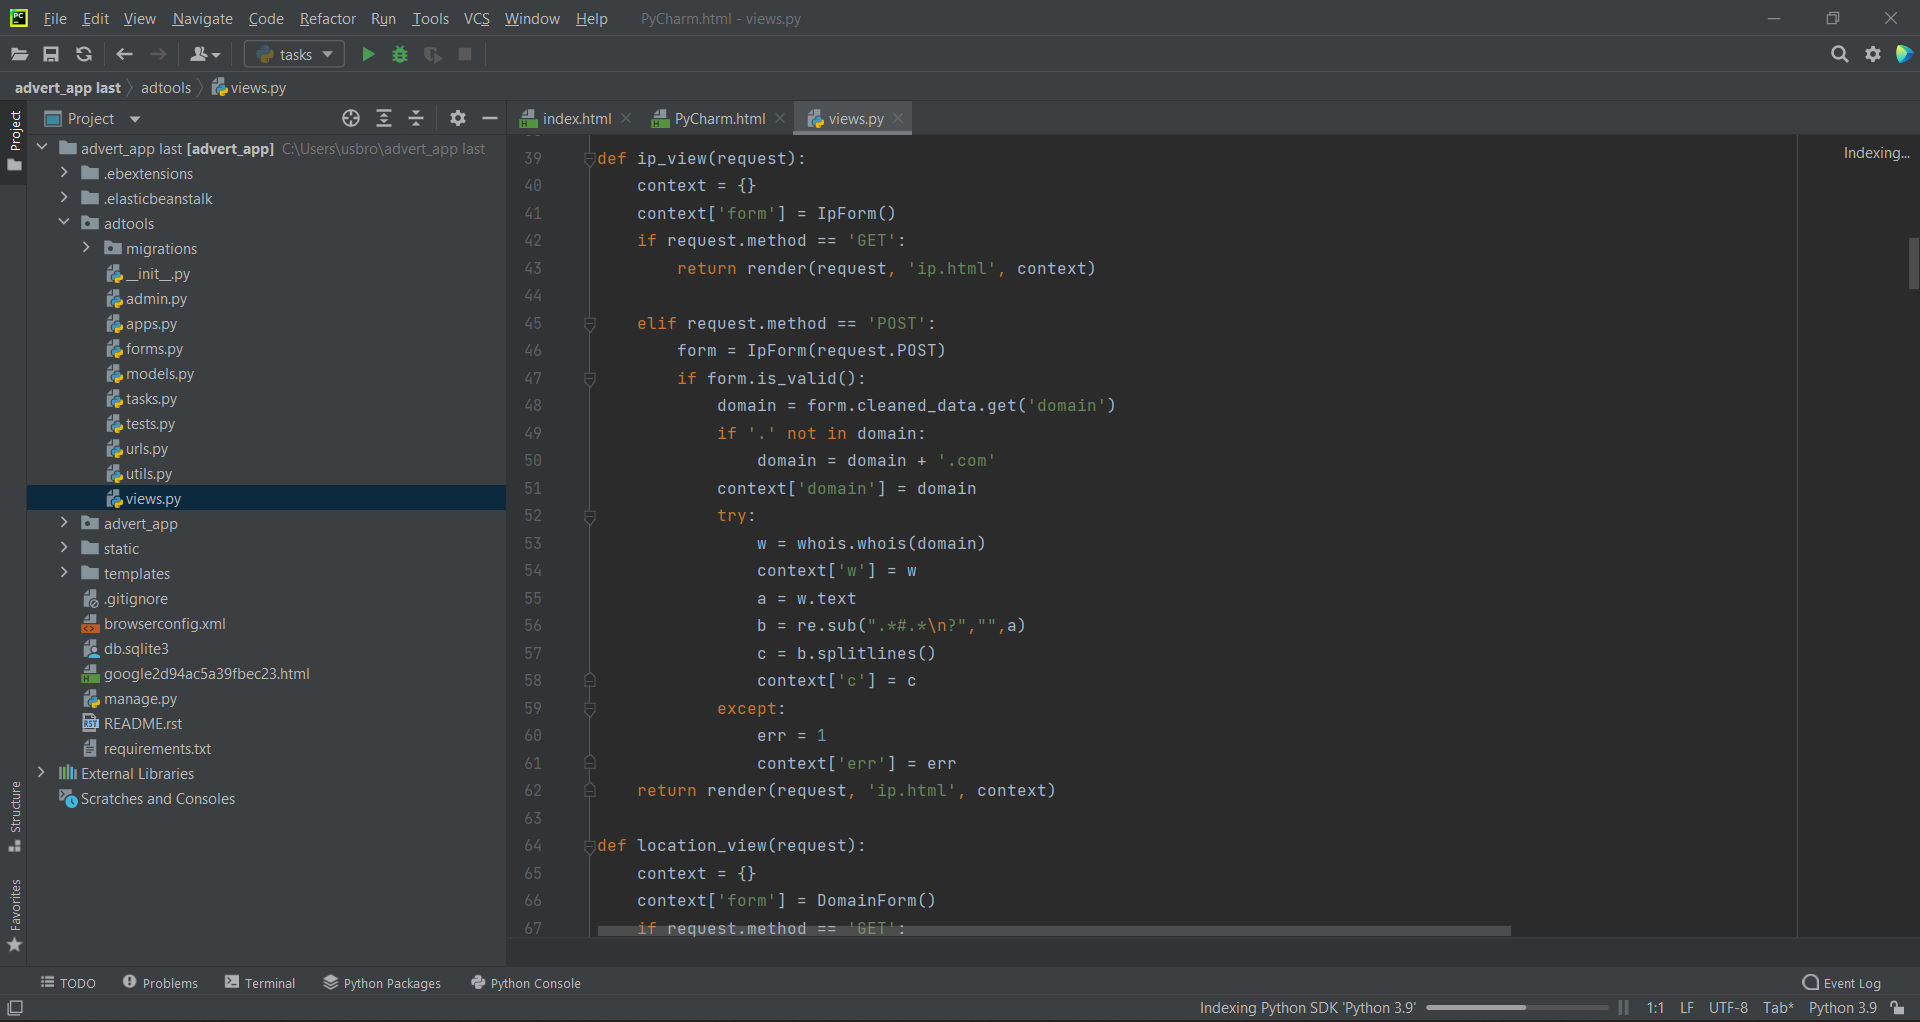 PC File Edit View Navigate Code Refactor Run Tools VCS Window Help PyCharm.html - views.py
tasks
advert_app last adtools views.py
Project
Project
index.html PyCharm.html views.py
Indexing...
advert_app last [advert_app] C:\Users\usbro\advert_app last
.ebextensions
.elasticbeanstalk
adtools
migrations
__init__.py
admin.py
apps.py
forms.py
models.py
tasks.py
tests.py
urls.py
utils.py
views.py
advert_app
static
templates
.gitignore
browserconfig.xml
db.sqlite3
google2d94ac5a39fbec23.html
manage.py
README.rst
requirements.txt
External Libraries
Scratches and Consoles
Structure
Favorites
39 def ip_view(request):
40     context = {}
41     context['form'] = IpForm()
42     if request.method == 'GET':
43         return render(request, 'ip.html', context)
44
45     elif request.method == 'POST':
46         form = IpForm(request.POST)
47         if form.is_valid():
48             domain = form.cleaned_data.get('domain')
49             if '.' not in domain:
50                 domain = domain + '.com'
51             context['domain'] = domain
52             try:
53                 w = whois.whois(domain)
54                 context['w'] = w
55                 a = w.text
56                 b = re.sub(".*#.*\n?","",a)
57                 c = b.splitlines()
58                 context['c'] = c
59             except:
60                 err = 1
61                 context['err'] = err
62     return render(request, 'ip.html', context)
63
64 def location_view(request):
65     context = {}
66     context['form'] = DomainForm()
67     if request.method == 'GET':
TODO Problems Terminal Python Packages Python Console Event Log
Indexing Python SDK 'Python 3.9' 1:1 LF UTF-8 Tab* Python 3.9